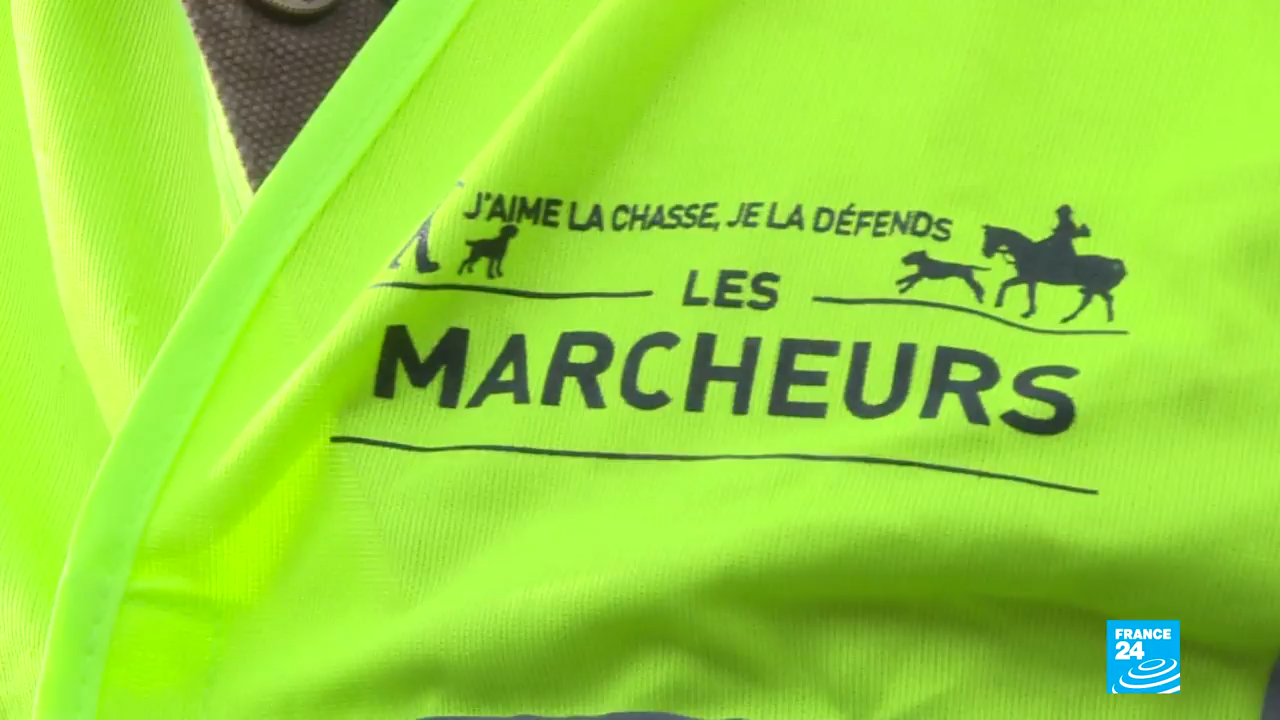 J'AIME LA CHASSE, JE LA DÉFENDS
LES
MARCHEURS
FRANCE
24